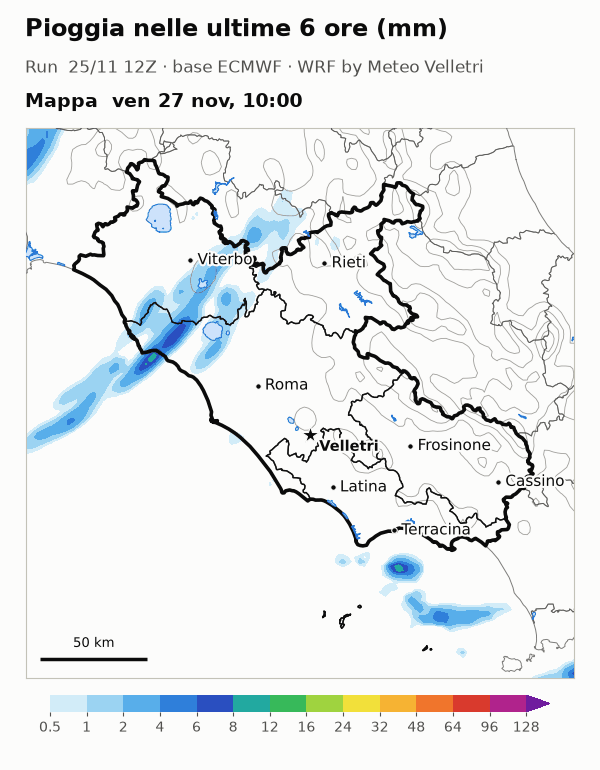 Pioggia nelle ultime 6 ore (mm)
Run  25/11 12Z · base ECMWF · WRF by Meteo Velletri
Mappa  ven 27 nov, 10:00
Viterbo
Rieti
Roma
Velletri
Frosinone
Cassino
Latina
Terracina
50 km
0.5 1 2 4 6 8 12 16 24 32 48 64 96 128